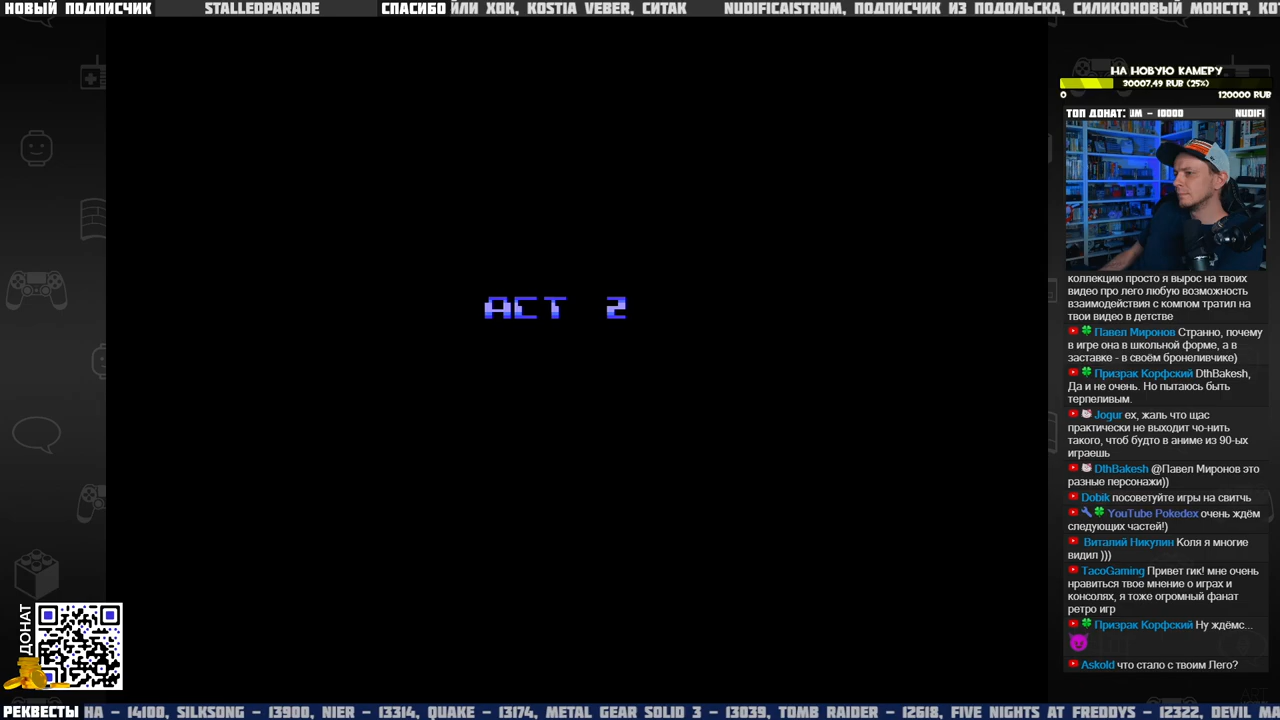 НОВЫЙ ПОДПИСЧИК STALLEDPARADE СПАСИБО ИЛИ ХОК, KOSTIA VEBER, СИТАК NUDIFICAISTRUM, ПОДПИСЧИК ИЗ ПОДОЛЬСКА, СИЛИКОНОВЫЙ МОНСТР,
НА НОВУЮ КАМЕРУ
30007,49 RUB (25%)
0 120000 RUB
ТОП ДОНАТ: UM - 10000 NUDIFI
ACT 2
коллекцию просто я вырос на твоих
видео про лего любую возможность
взаимодействия с компом тратил на
твои видео в детстве
Павел Миронов Странно, почему
в игре она в школьной форме, а в
заставке - в своём бронеливчике)
Призрак Корфский DthBakesh,
Да и не очень. Но пытаюсь быть
терпеливым.
Jogur ех, жаль что щас
практически не выходит чо-нить
такого, чтоб будто в аниме из 90-ых
играешь
DthBakesh @Павел Миронов это
разные персонажи))
Dobik посоветуйте игры на свитчь
YouTube Pokedex очень ждём
следующих частей!)
Виталий Никулин Коля я многие
видил )))
TacoGaming Привет гик! мне очень
нравиться твое мнение о играх и
консолях, я тоже огромный фанат
ретро игр
Призрак Корфский Ну ждёмс...
Askold что стало с твоим Лего?
ДОНАТ
РЕКВЕСТЫ НА - 14100, SILKSONG - 13900, NIER - 13314, QUAKE - 13174, METAL GEAR SOLID 3 - 13039, TOMB RAIDER - 12618, FIVE NIGHTS AT FREDDYS - 12322, DEVIL MA